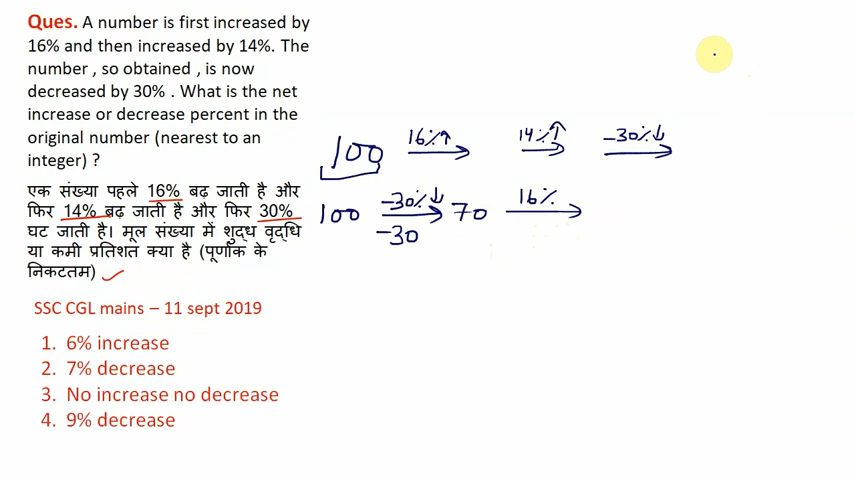 Ques. A number is first increased by
16% and then increased by 14%. The
number , so obtained , is now
decreased by 30% . What is the net
increase or decrease percent in the
original number (nearest to an
integer) ?
एक संख्या पहले 16% बढ़ जाती है और
फिर 14% बढ़ जाती है और फिर 30%
घट जाती है। मूल संख्या में शुद्ध वृद्धि
या कमी प्रतिशत क्या है (पूर्णांक के
निकटतम)
SSC CGL mains – 11 sept 2019
1. 6% increase
2. 7% decrease
3. No increase no decrease
4. 9% decrease
100 16%↑ 14%↑ -30%↓
100 -30%↓ 70 16%
-30